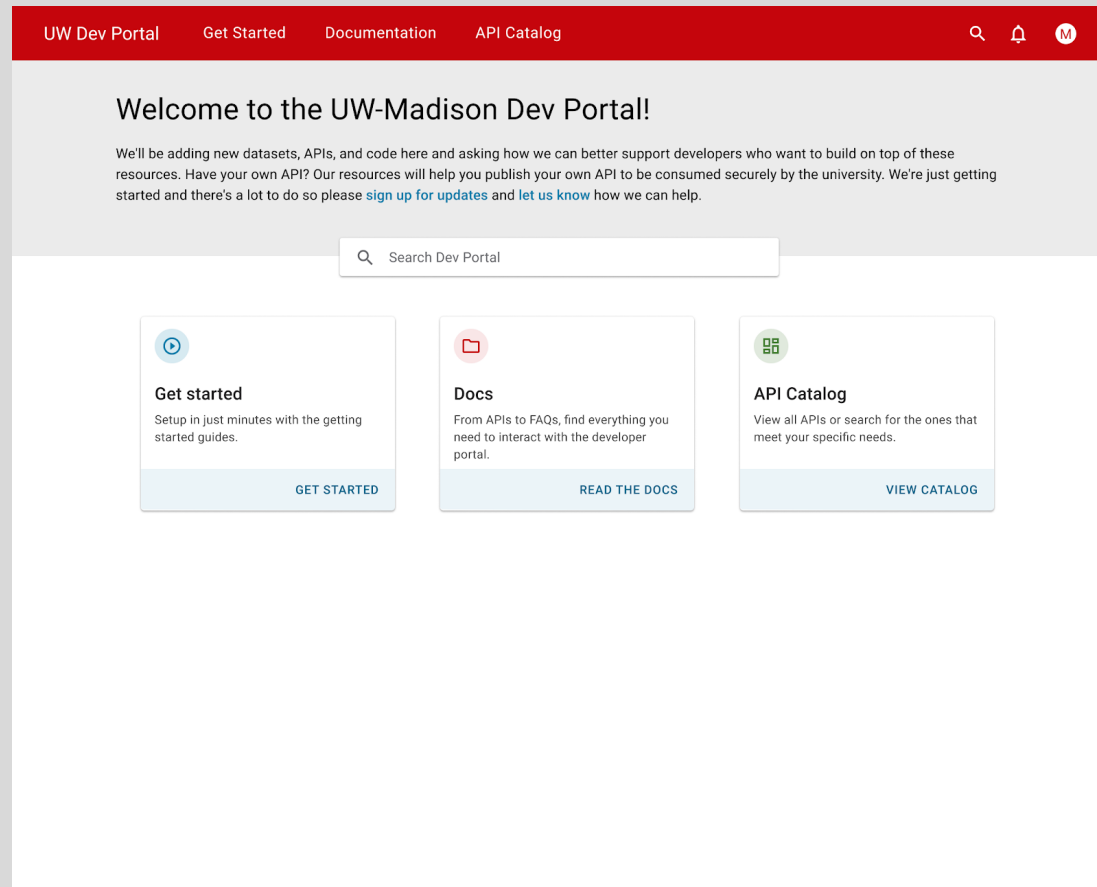 UW Dev Portal Get Started Documentation API Catalog M
Welcome to the UW-Madison Dev Portal!
We'll be adding new datasets, APIs, and code here and asking how we can better support developers who want to build on top of these
resources. Have your own API? Our resources will help you publish your own API to be consumed securely by the university. We're just getting
started and there's a lot to do so please sign up for updates and let us know how we can help.
Search Dev Portal
Get started
Setup in just minutes with the getting
started guides.
GET STARTED
Docs
From APIs to FAQs, find everything you
need to interact with the developer
portal.
READ THE DOCS
API Catalog
View all APIs or search for the ones that
meet your specific needs.
VIEW CATALOG